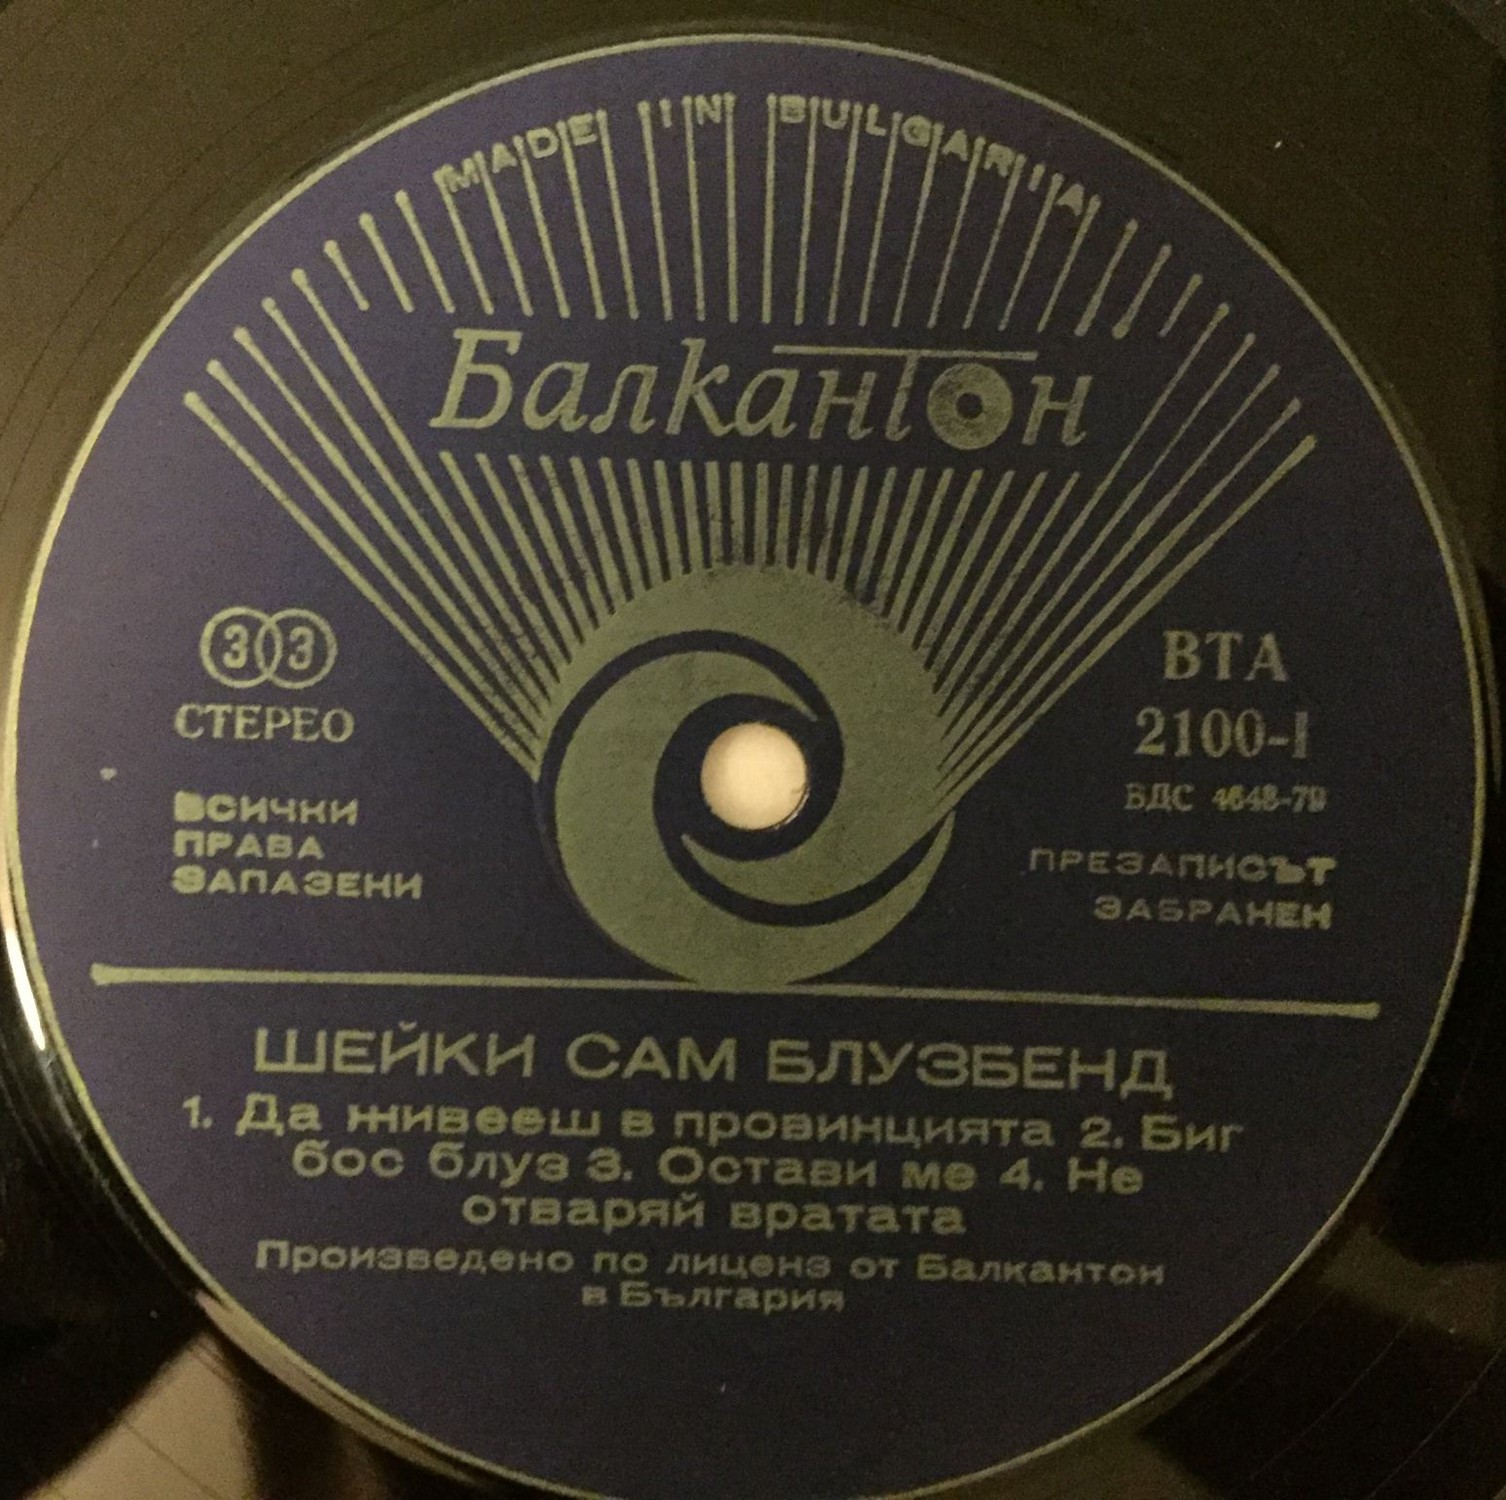 MADE IN BULGARIA
Балкантон
33
СТЕРЕО
ВСИЧКИ
ПРАВА
ЗАПАЗЕНИ
ВТА
2100-I
БДС 4648-79
ПРЕЗАПИСЪТ
ЗАБРАНЕН
ШЕЙКИ САМ БЛУЗБЕНД
1. Да живееш в провинцията 2. Биг
бос блуз 3. Остави ме 4. Не
отваряй вратата
Произведено по лиценз от Балкантон
в България